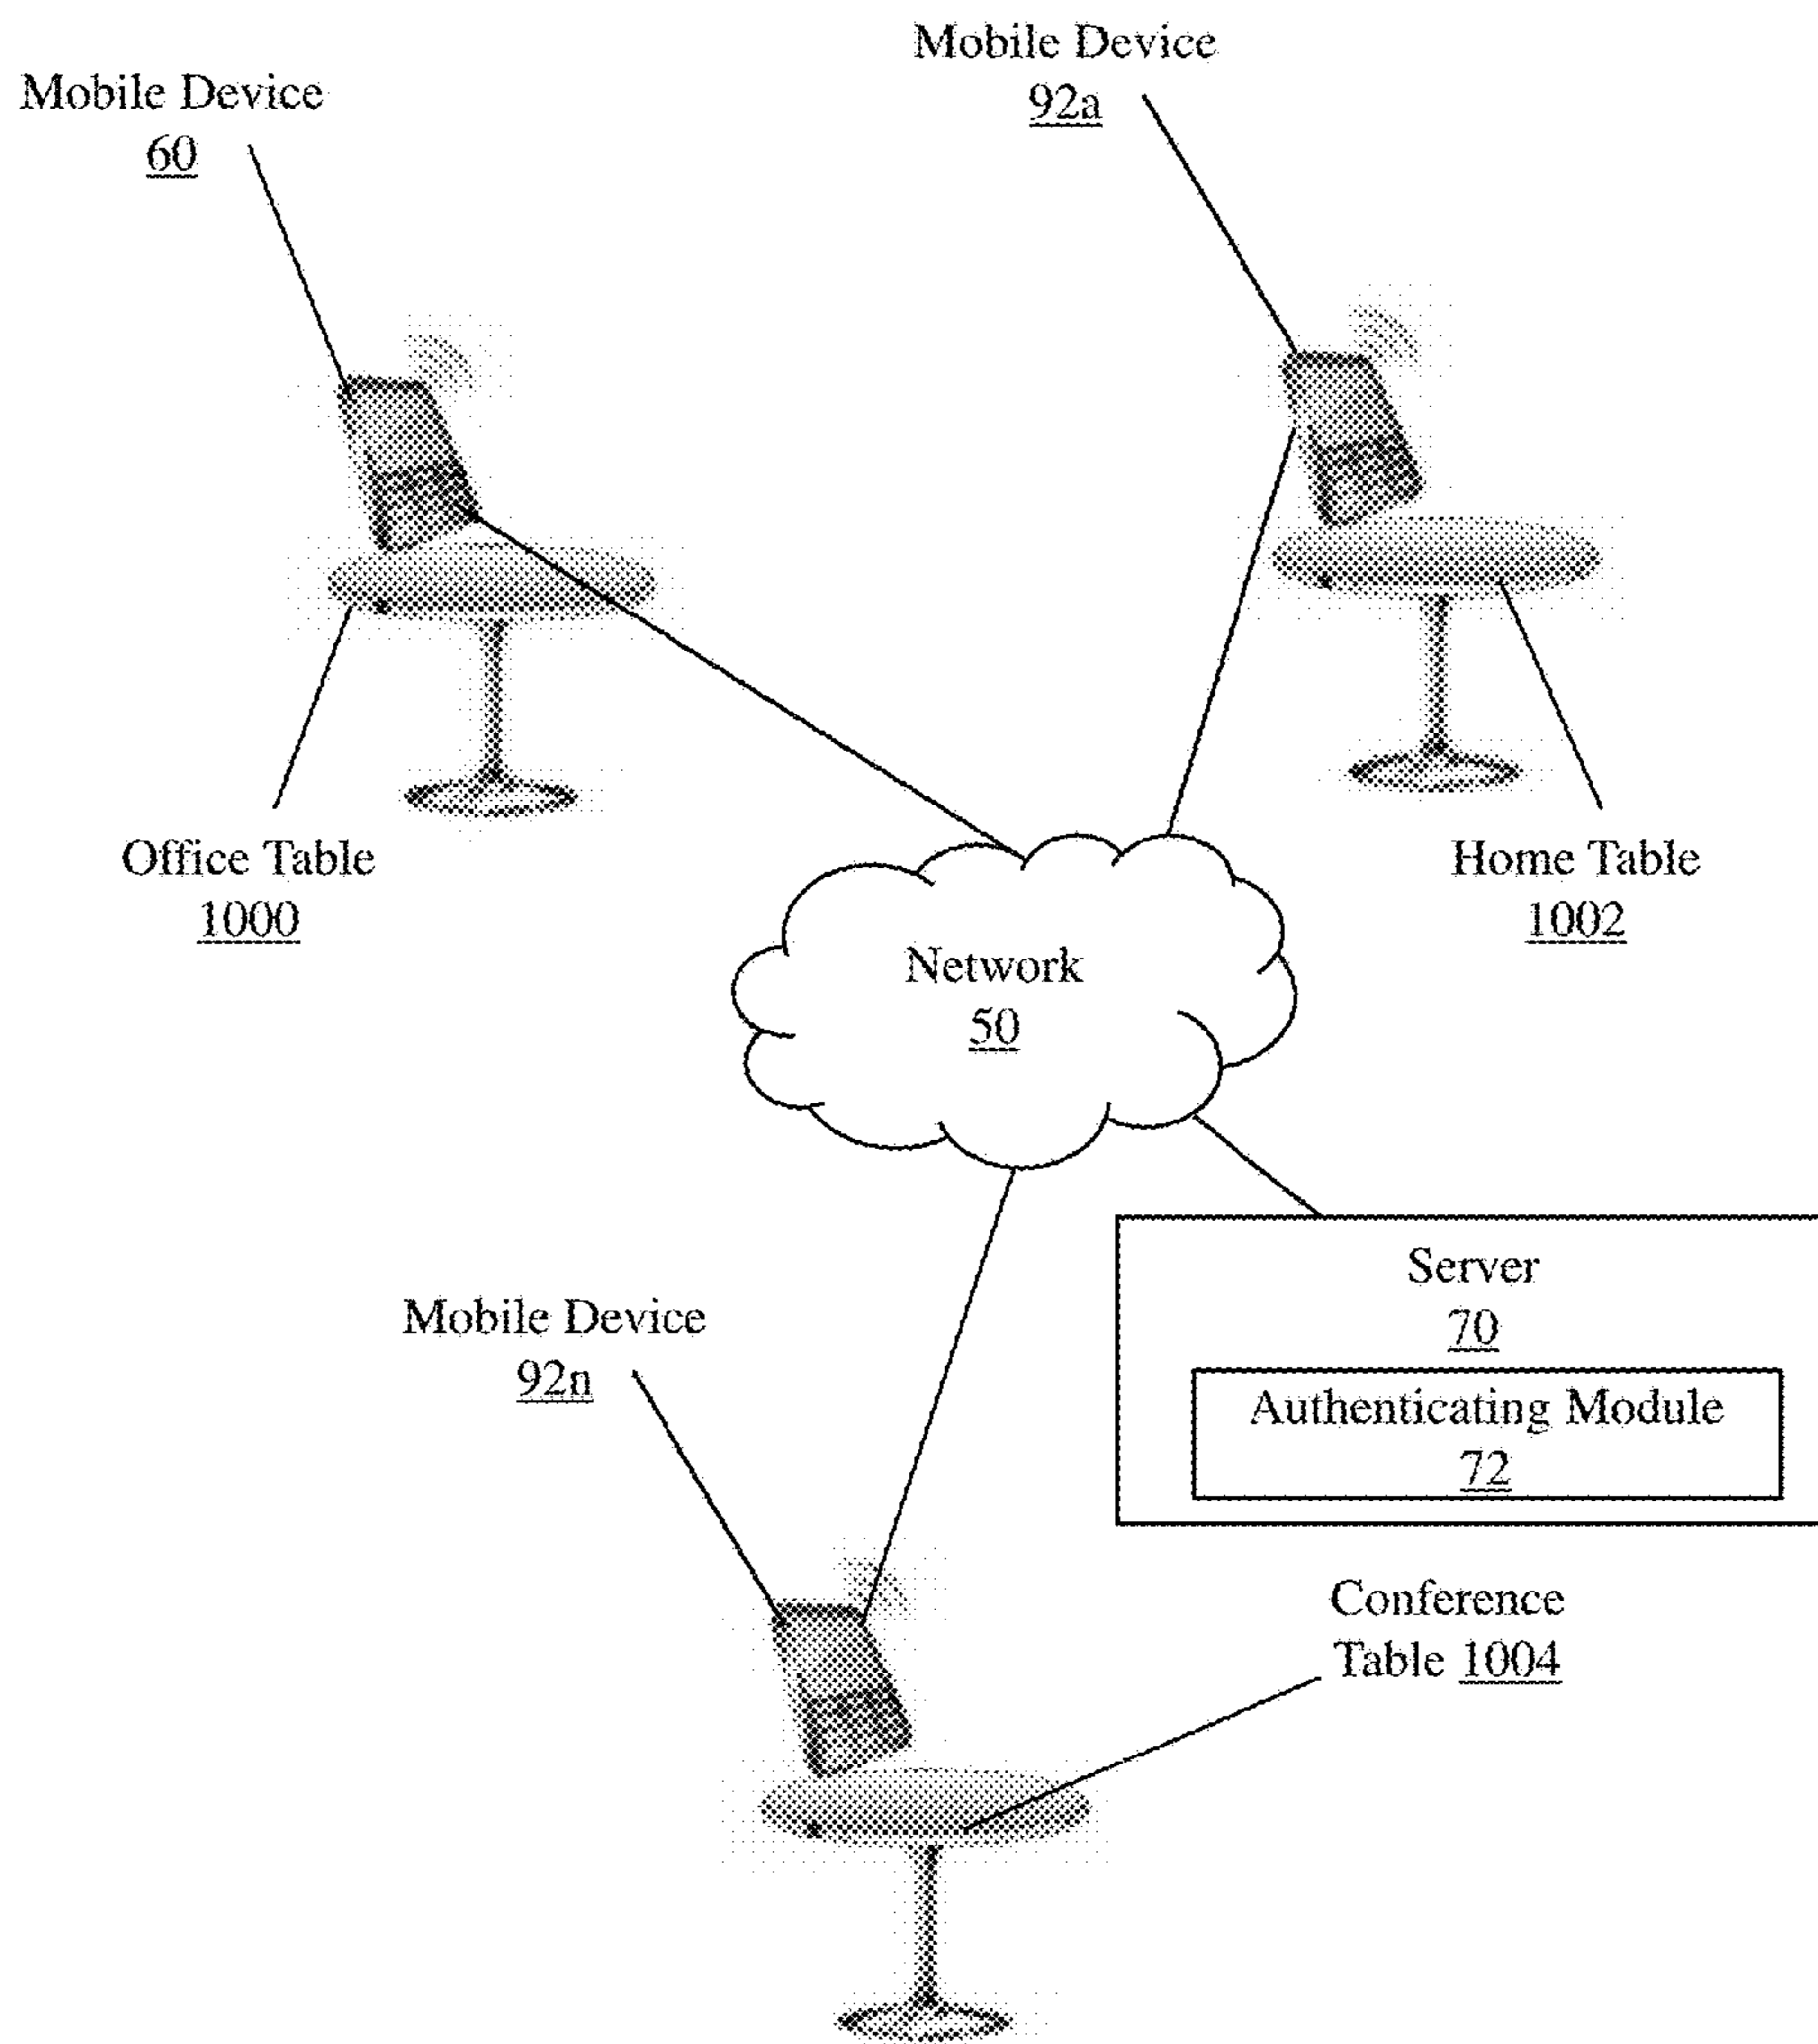 Mobile Device
60
Mobile Device
92a
Office Table
1000
Home Table
1002
Network
50
Server
70
Authenticating Module
72
Mobile Device
92n
Conference
Table 1004